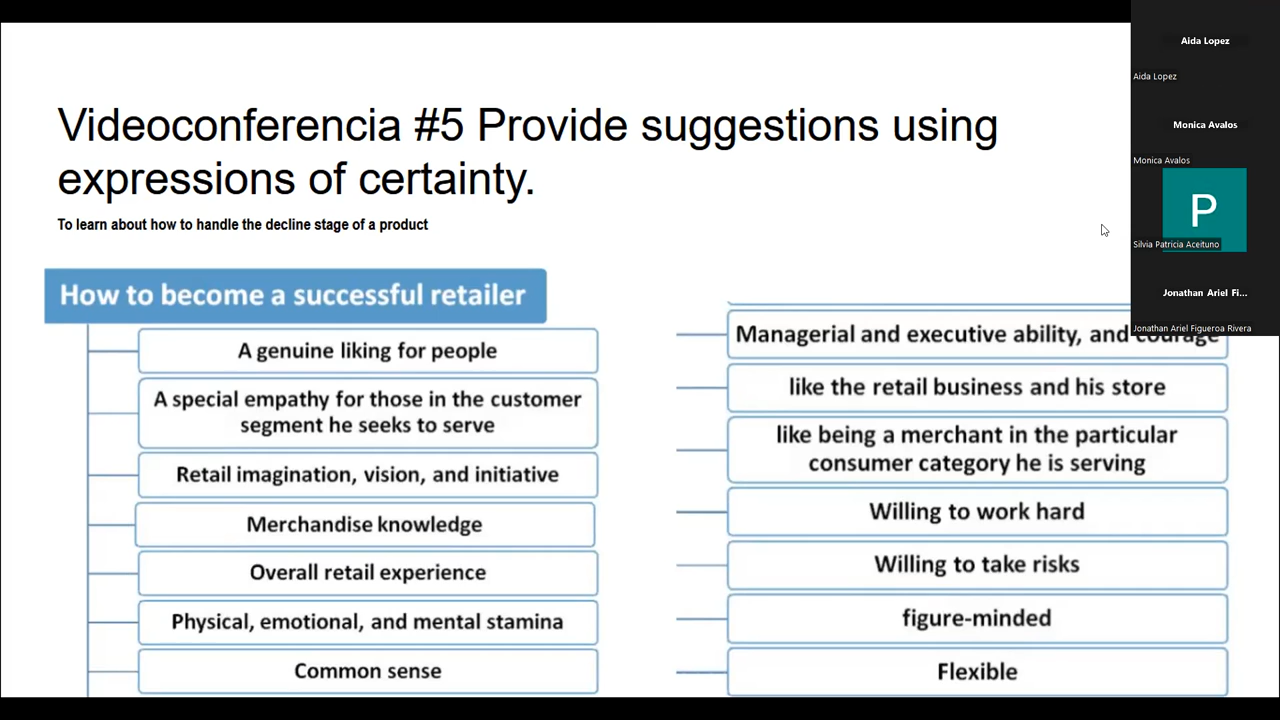 Videoconferencia #5 Provide suggestions using
expressions of certainty.
To learn about how to handle the decline stage of a product
How to become a successful retailer
A genuine liking for people
A special empathy for those in the customer
segment he seeks to serve
Retail imagination, vision, and initiative
Merchandise knowledge
Overall retail experience
Physical, emotional, and mental stamina
Common sense
Managerial and executive ability, and courage
like the retail business and his store
like being a merchant in the particular
consumer category he is serving
Willing to work hard
Willing to take risks
figure-minded
Flexible
Aida Lopez
Aida Lopez
Monica Avalos
Monica Avalos
P
Silvia Patricia Aceituno
Jonathan Ariel Fi...
Jonathan Ariel Figueroa Rivera